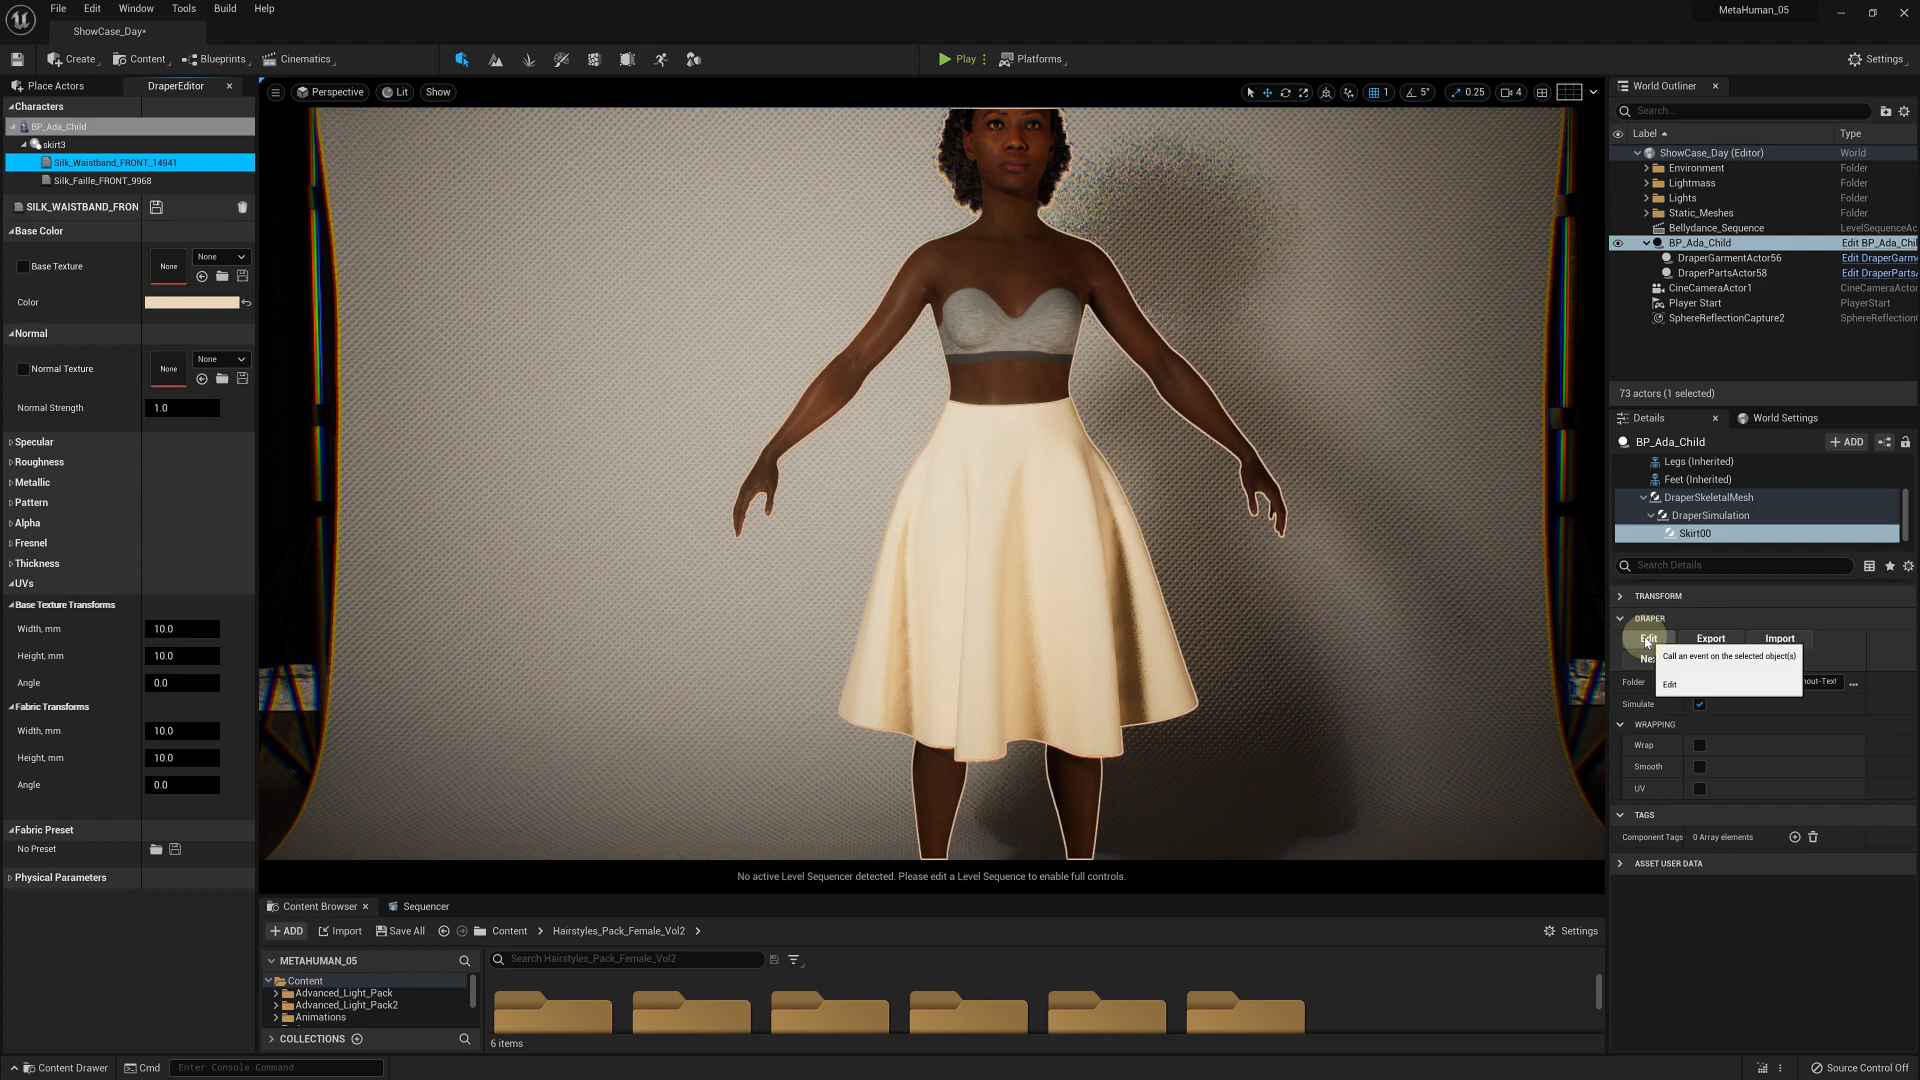 File Edit Window Tools Build Help
MetaHuman_05
ShowCase_Day*
Create Content Blueprints Cinematics Play Platforms Settings
Place Actors DraperEditor
Characters
BP_Ada_Child
skirt3
Silk_Waistband_FRONT_14941
Silk_Faille_FRONT_9968
SILK_WAISTBAND_FRON
Base Color
Base Texture None None
Color
Normal
Normal Texture None None
Normal Strength 1.0
Specular
Roughness
Metallic
Pattern
Alpha
Fresnel
Thickness
UVs
Base Texture Transforms
Width, mm 10.0
Height, mm 10.0
Angle 0.0
Fabric Transforms
Width, mm 10.0
Height, mm 10.0
Angle 0.0
Fabric Preset
No Preset
Physical Parameters
Perspective Lit Show 1 5° 0.25 4
No active Level Sequencer detected. Please edit a Level Sequence to enable full controls.
Content Browser Sequencer
ADD Import Save All Content Hairstyles_Pack_Female_Vol2 Settings
METAHUMAN_05
Search Hairstyles_Pack_Female_Vol2
Content
Advanced_Light_Pack
Advanced_Light_Pack2
Animations
COLLECTIONS
6 items
World Outliner
Search...
Label Type
ShowCase_Day (Editor) World
Environment Folder
Lightmass Folder
Lights Folder
Static_Meshes Folder
Bellydance_Sequence LevelSequenceAc
BP_Ada_Child Edit BP_Ada_Chil
DraperGarmentActor56 Edit DraperGarm
DraperPartsActor58 Edit DraperParts
CineCameraActor1 CineCameraActor
Player Start PlayerStart
SphereReflectionCapture2 SphereReflection
73 actors (1 selected)
Details World Settings
BP_Ada_Child ADD
Legs (Inherited)
Feet (Inherited)
DraperSkeletalMesh
DraperSimulation
Skirt00
Search Details
TRANSFORM
DRAPER
Edit Export Import
Call an event on the selected object(s)
Edit
Folder
Simulate
WRAPPING
Wrap
Smooth
UV
TAGS
Component Tags 0 Array elements
ASSET USER DATA
Content Drawer Cmd Enter Console Command Source Control Off